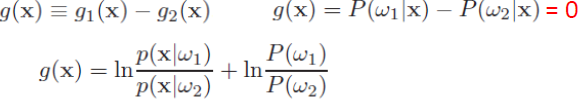 g(x) ≡ g₁(x) − g₂(x) g(x) = P(ω₁|x) − P(ω₂|x) = 0
g(x) = ln p(x|ω₁)/p(x|ω₂) + ln P(ω₁)/P(ω₂)